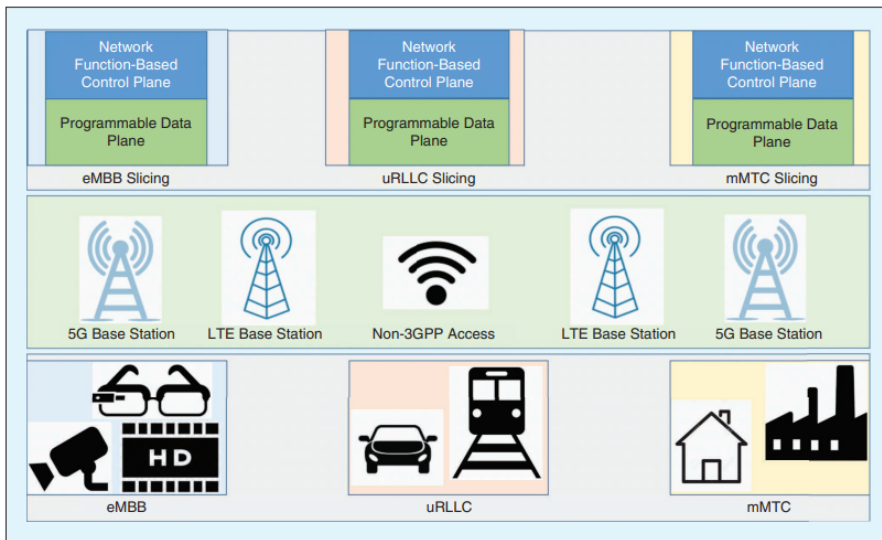 Network Network Network
Function-Based Function-Based Function-Based
Control Plane Control Plane Control Plane
Programmable Data Programmable Data Programmable Data
Plane Plane Plane
eMBB Slicing uRLLC Slicing mMTC Slicing
5G Base Station LTE Base Station Non-3GPP Access LTE Base Station 5G Base Station
HD
eMBB uRLLC mMTC